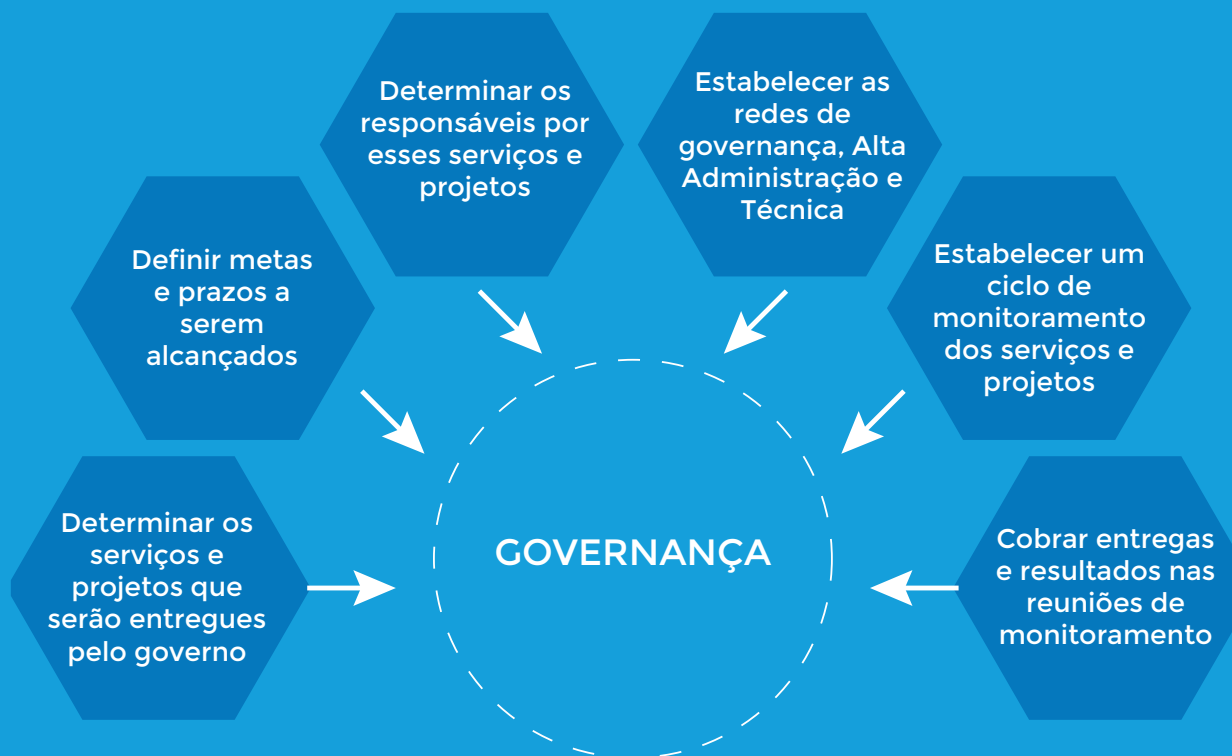 Determinar os
serviços e
projetos que
serão entregues
pelo governo
Definir metas
e prazos a
serem
alcançados
Determinar os
responsáveis por
esses serviços e
projetos
Estabelecer as
redes de
governança, Alta
Administração e
Técnica
Estabelecer um
ciclo de
monitoramento
dos serviços e
projetos
Cobrar entregas
e resultados nas
reuniões de
monitoramento
GOVERNANÇA